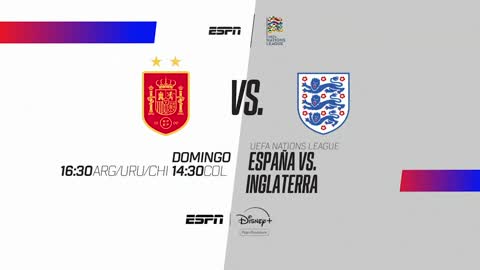 ESPN
UEFA
NATIONS
LEAGUE
VS.
DOMINGO
16:30ARG/URU/CHI 14:30COL
UEFA NATIONS LEAGUE
ESPAÑA VS.
INGLATERRA
ESPN
Disney+